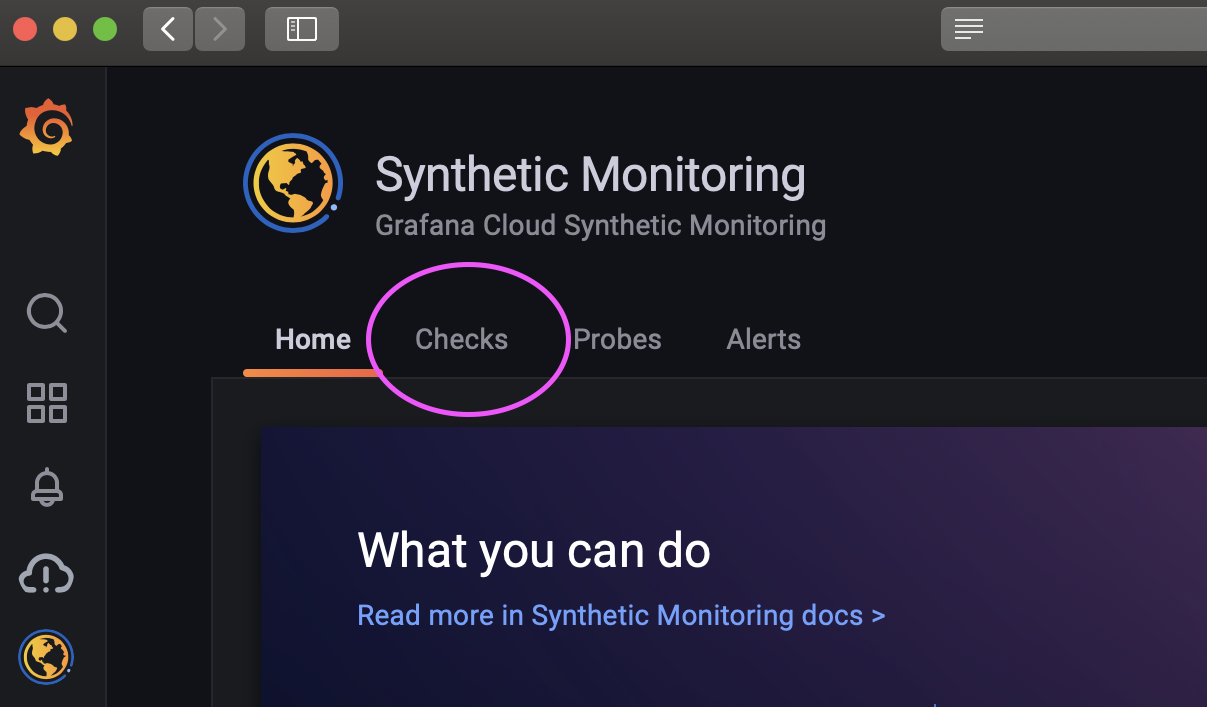 Synthetic Monitoring
Grafana Cloud Synthetic Monitoring
Home Checks Probes Alerts
What you can do
Read more in Synthetic Monitoring docs >